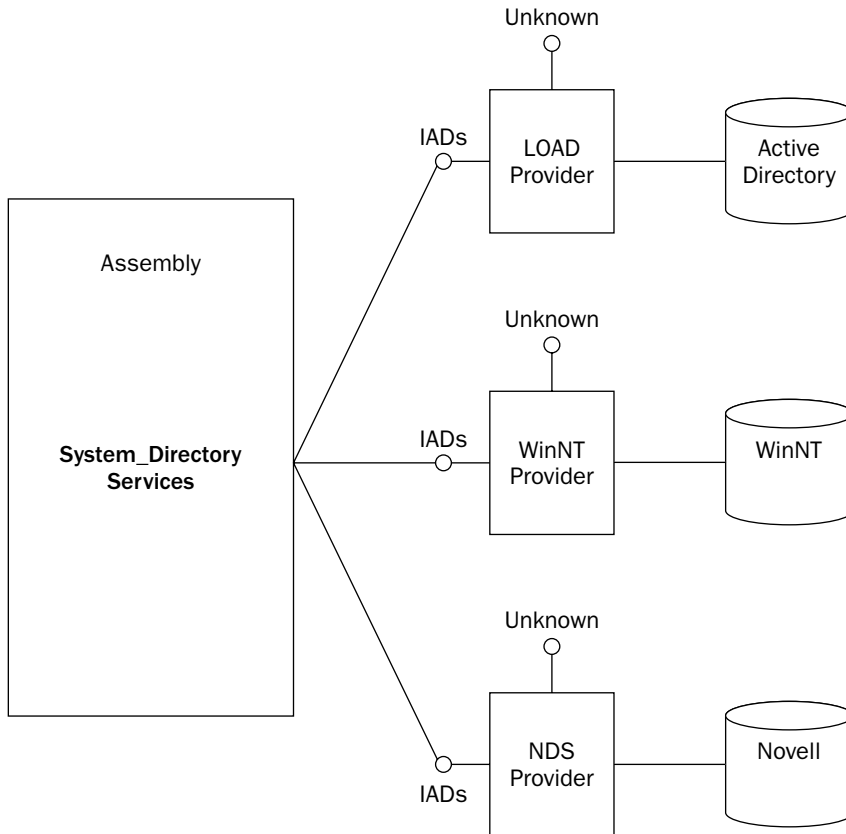 Unknown
IADs
LOAD
Provider
Active
Directory
Assembly
System_Directory
Services
Unknown
IADs
WinNT
Provider
WinNT
Unknown
IADs
NDS
Provider
Novell